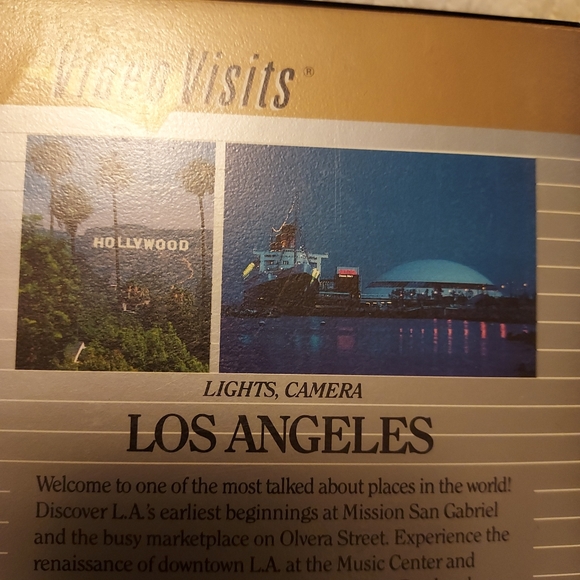 Video Visits®
HOLLYWOOD
LIGHTS, CAMERA
LOS ANGELES
Welcome to one of the most talked about places in the world!
Discover L.A.'s earliest beginnings at Mission San Gabriel
and the busy marketplace on Olvera Street. Experience the
renaissance of downtown L.A. at the Music Center and